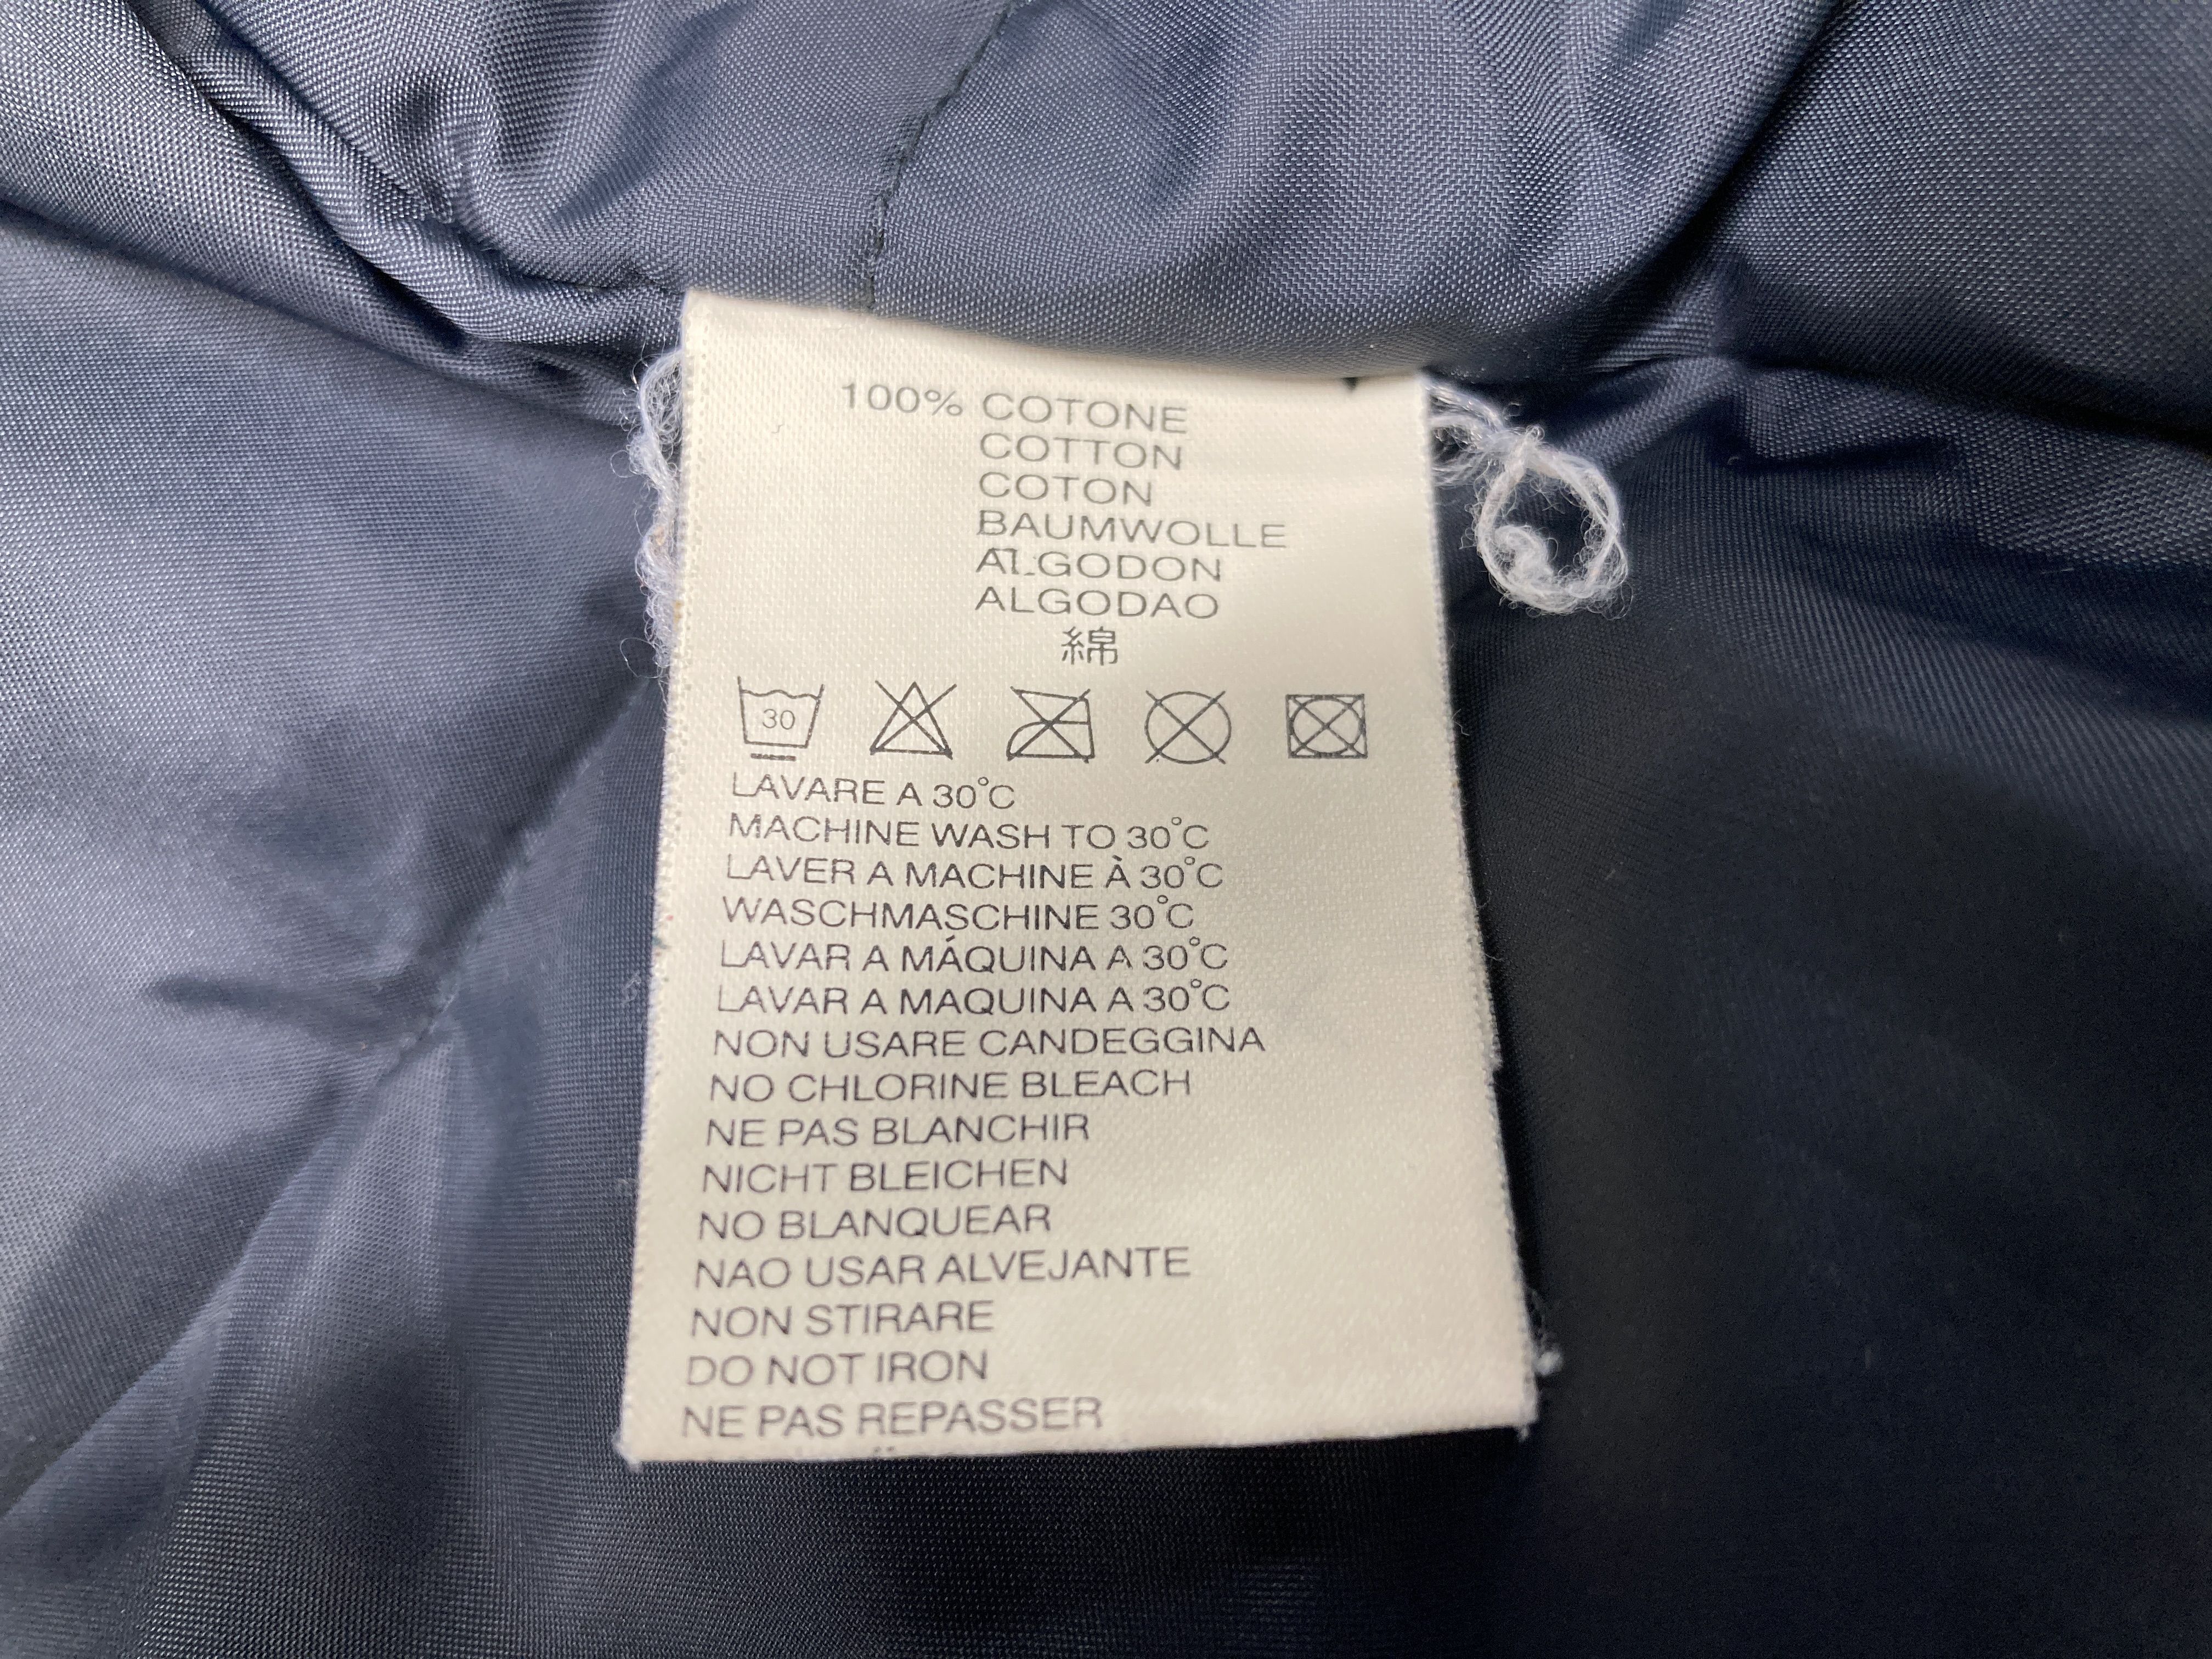 100% COTONE
COTTON
COTON
BAUMWOLLE
ALGODON
ALGODAO
綿
30
LAVARE A 30°C
MACHINE WASH TO 30°C
LAVER A MACHINE À 30°C
WASCHMASCHINE 30°C
LAVAR A MÁQUINA A 30°C
LAVAR A MAQUINA A 30°C
NON USARE CANDEGGINA
NO CHLORINE BLEACH
NE PAS BLANCHIR
NICHT BLEICHEN
NO BLANQUEAR
NAO USAR ALVEJANTE
NON STIRARE
DO NOT IRON
NE PAS REPASSER